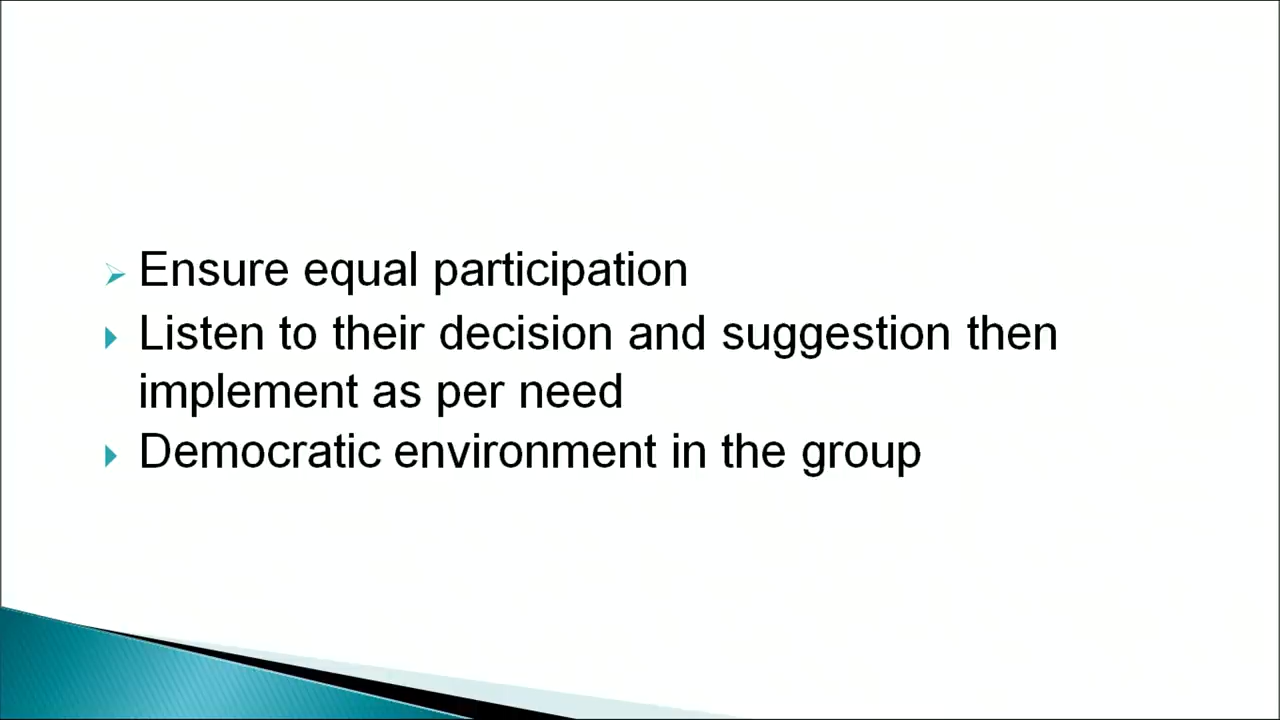 Ensure equal participation
Listen to their decision and suggestion then
implement as per need
Democratic environment in the group